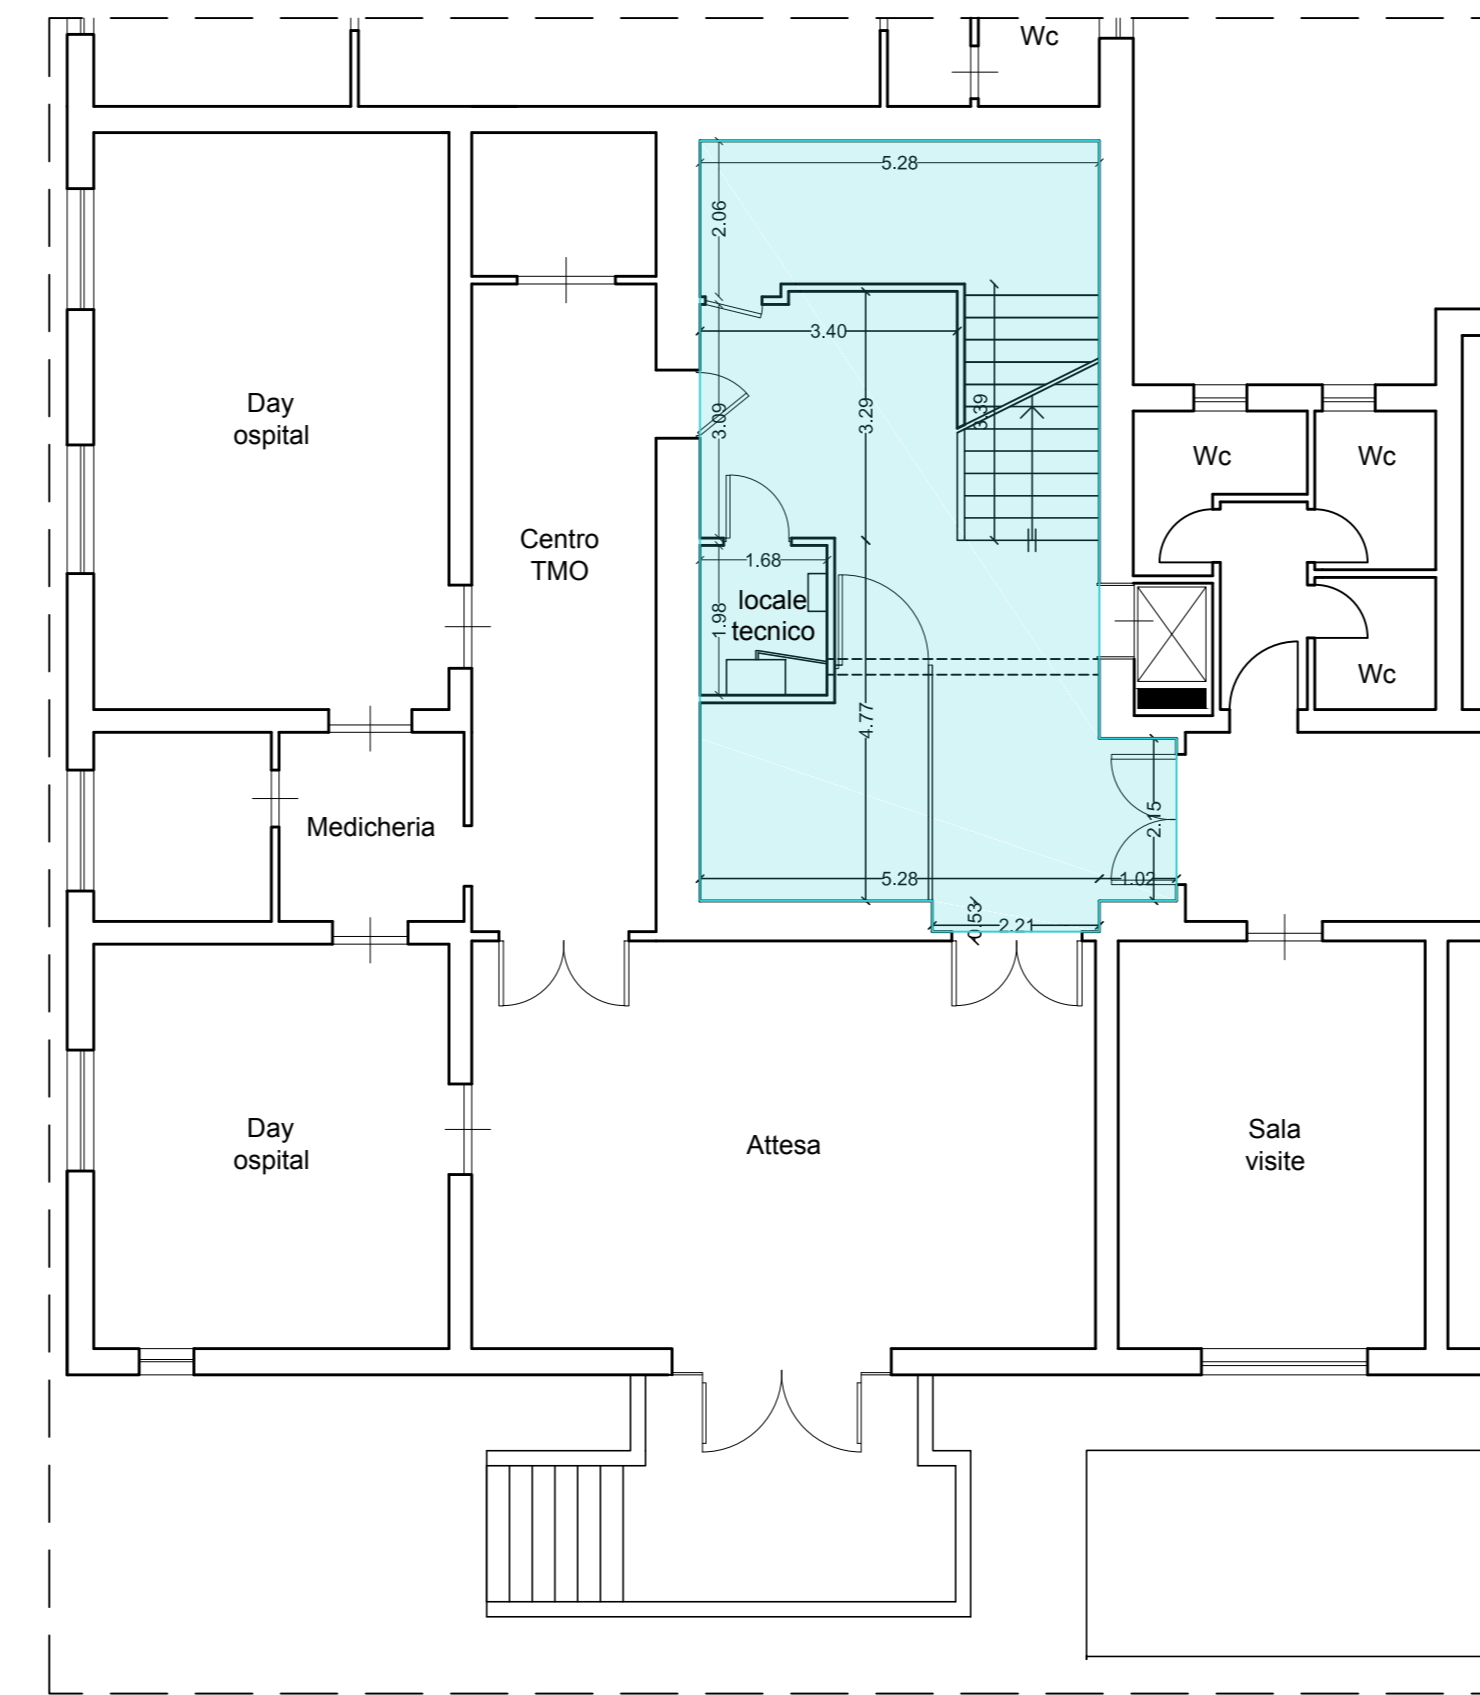 Wc
5.28
2.06
3.40
Day
ospital
3.09
3.29
3.39
Wc
Wc
Centro
TMO
1.68
locale
tecnico
1.98
Wc
4.77
Medicheria
2.15
5.28
1.02
0.53
2.21
Day
ospital
Attesa
Sala
visite